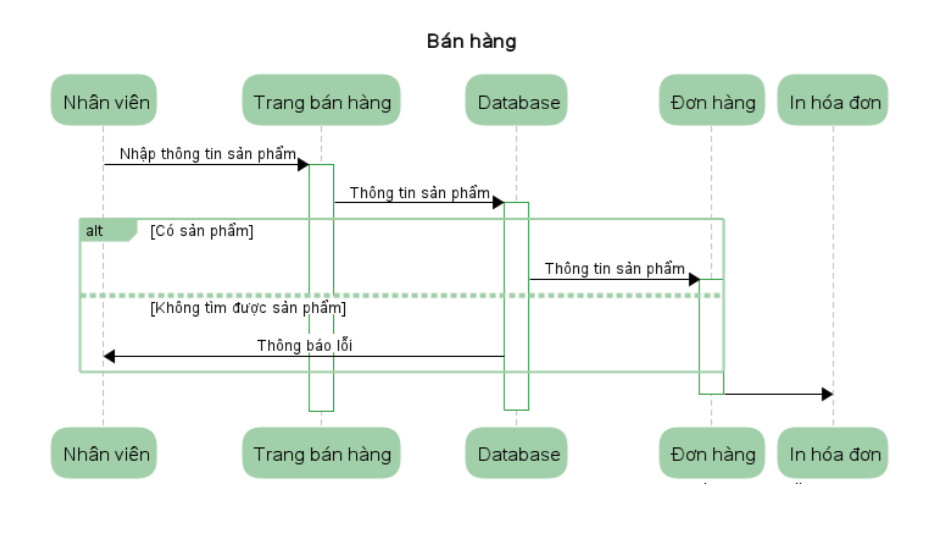 Bán hàng
Nhân viên
Trang bán hàng
Database
Đơn hàng
In hóa đơn
Nhập thông tin sản phẩm
Thông tin sản phẩm
alt
[Có sản phẩm]
Thông tin sản phẩm
[Không tìm được sản phẩm]
Thông báo lỗi
Nhân viên
Trang bán hàng
Database
Đơn hàng
In hóa đơn